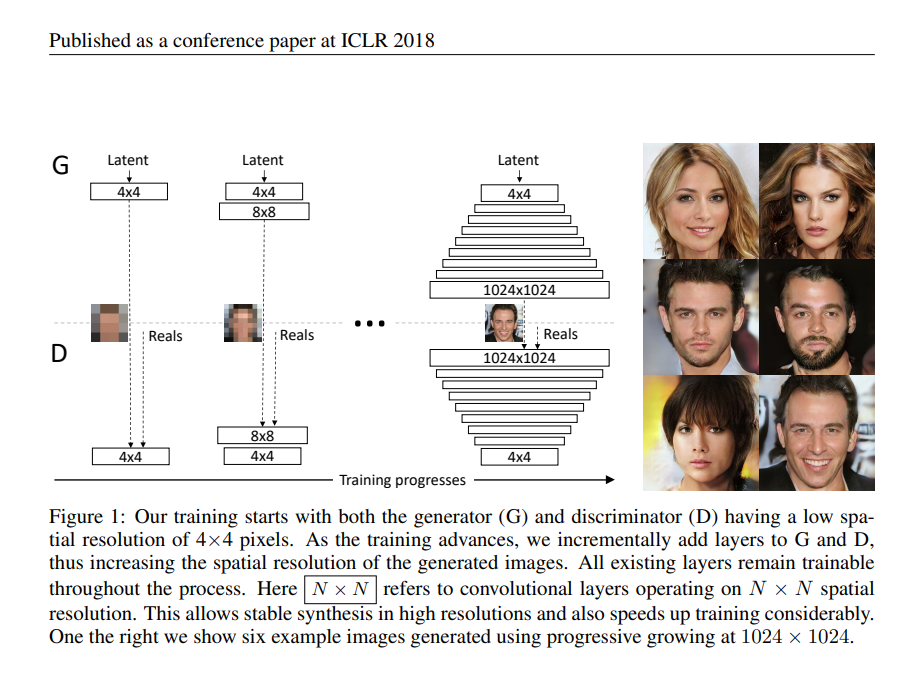 Published as a conference paper at ICLR 2018
G
Latent
Latent
Latent
4x4
4x4
4x4
8x8
1024x1024
Reals
Reals
Reals
D
1024x1024
8x8
4x4
4x4
4x4
Training progresses
Figure 1: Our training starts with both the generator (G) and discriminator (D) having a low spa-
tial resolution of 4×4 pixels. As the training advances, we incrementally add layers to G and D,
thus increasing the spatial resolution of the generated images. All existing layers remain trainable
throughout the process. Here N × N refers to convolutional layers operating on N × N spatial
resolution. This allows stable synthesis in high resolutions and also speeds up training considerably.
One the right we show six example images generated using progressive growing at 1024 × 1024.